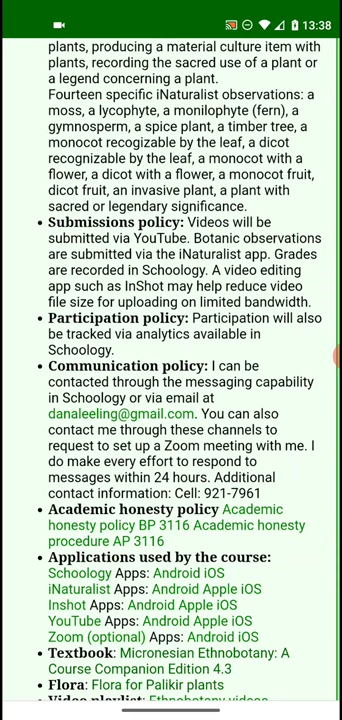 13:38
plants, producing a material culture item with
plants, recording the sacred use of a plant or
a legend concerning a plant.
Fourteen specific iNaturalist observations: a
moss, a lycophyte, a monilophyte (fern), a
gymnosperm, a spice plant, a timber tree, a
monocot recogizable by the leaf, a dicot
recognizable by the leaf, a monocot with a
flower, a dicot with a flower, a monocot fruit,
dicot fruit, an invasive plant, a plant with
sacred or legendary significance.
• Submissions policy: Videos will be
submitted via YouTube. Botanic observations
are submitted via the iNaturalist app. Grades
are recorded in Schoology. A video editing
app such as InShot may help reduce video
file size for uploading on limited bandwidth.
• Participation policy: Participation will also
be tracked via analytics available in
Schoology.
• Communication policy: I can be
contacted through the messaging capability
in Schoology or via email at
danaleeling@gmail.com. You can also
contact me through these channels to
request to set up a Zoom meeting with me. I
do make every effort to respond to
messages within 24 hours. Additional
contact information: Cell: 921-7961
• Academic honesty policy Academic
honesty policy BP 3116 Academic honesty
procedure AP 3116
• Applications used by the course:
Schoology Apps: Android iOS
iNaturalist Apps: Android Apple iOS
Inshot Apps: Android Apple iOS
YouTube Apps: Android Apple iOS
Zoom (optional) Apps: Android iOS
• Textbook: Micronesian Ethnobotany: A
Course Companion Edition 4.3
• Flora: Flora for Palikir plants
• Video playlist: Ethnobotany videos